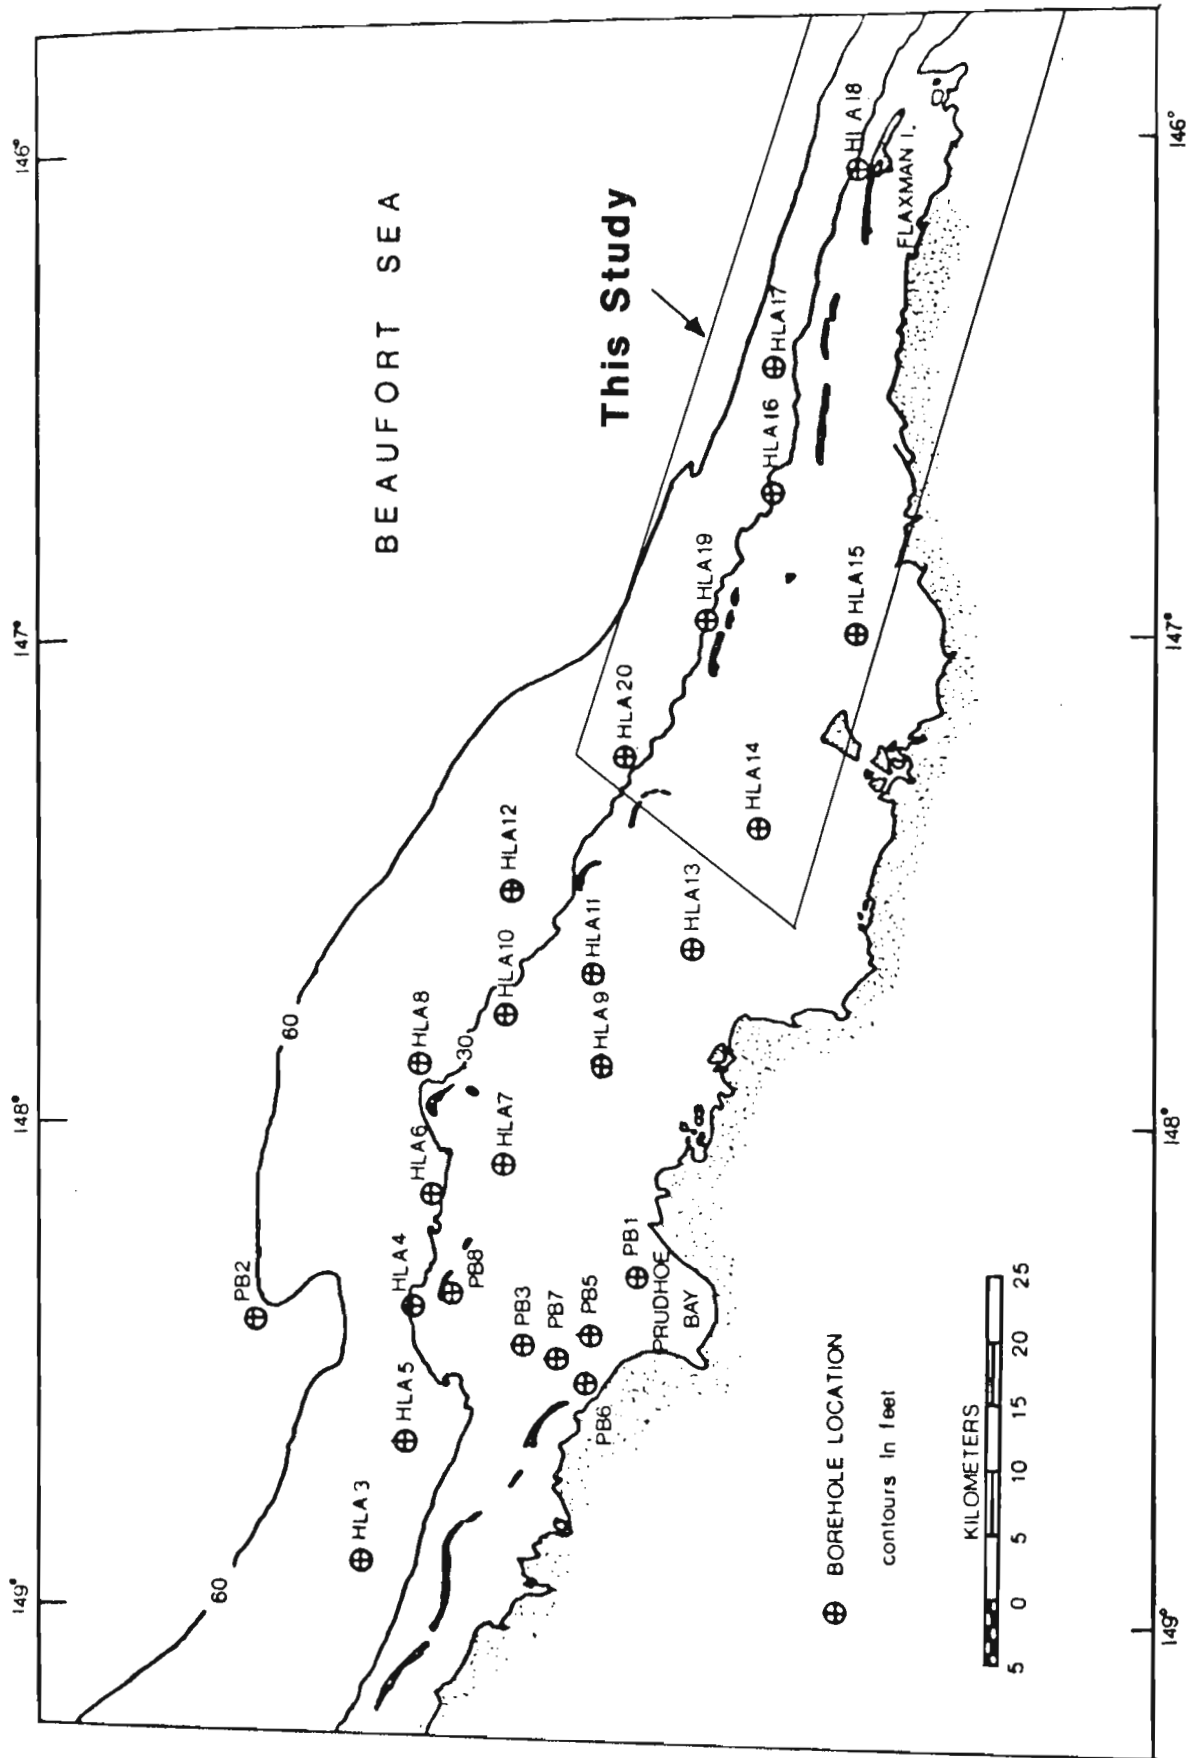 149°
148°
147°
146°
BEAUFORT SEA
This Study
60
60
30
PB2
HLA3
HLA5
HLA4
HLA6
HLA8
PB8
HLA7
HLA10
HLA12
PB3
PB7
PB5
PB6
PB1
HLA9
HLA11
HLA13
HLA20
HLA14
HLA19
HLA15
HLA16
HLA17
HLA18
FLAXMAN I.
PRUDHOE
BAY
BOREHOLE LOCATION
contours in feet
KILOMETERS
5 0 5 10 15 20 25
149°
148°
147°
146°